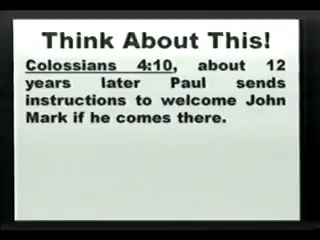 Think About This!
Colossians 4:10, about 12
years later Paul sends
instructions to welcome John
Mark if he comes there.